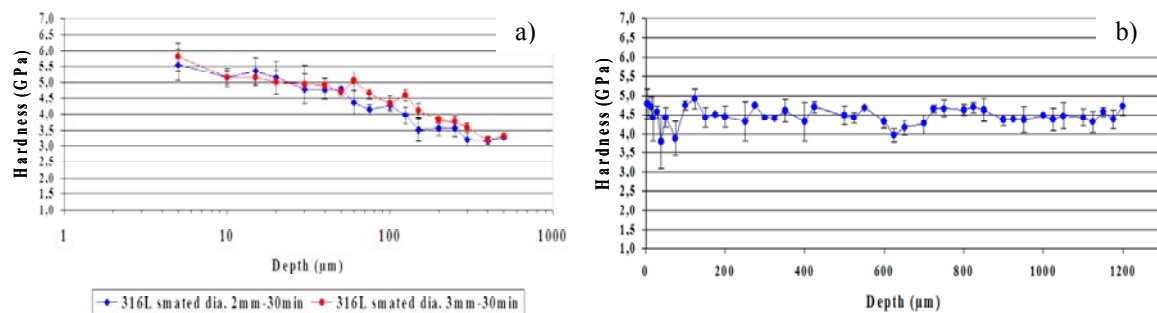 a)
Hardness (GPa)
7,0
6,5
6,0
5,5
5,0
4,5
4,0
3,5
3,0
2,5
2,0
1,5
1,0
1 10 100 1000
Depth (µm)
316L smated dia. 2mm-30min 316L smated dia. 3mm-30min
b)
Hardness (GPa)
7,0
6,5
6,0
5,5
5,0
4,5
4,0
3,5
3,0
2,5
2,0
1,5
1,0
0 200 400 600 800 1000 1200
Depth (µm)